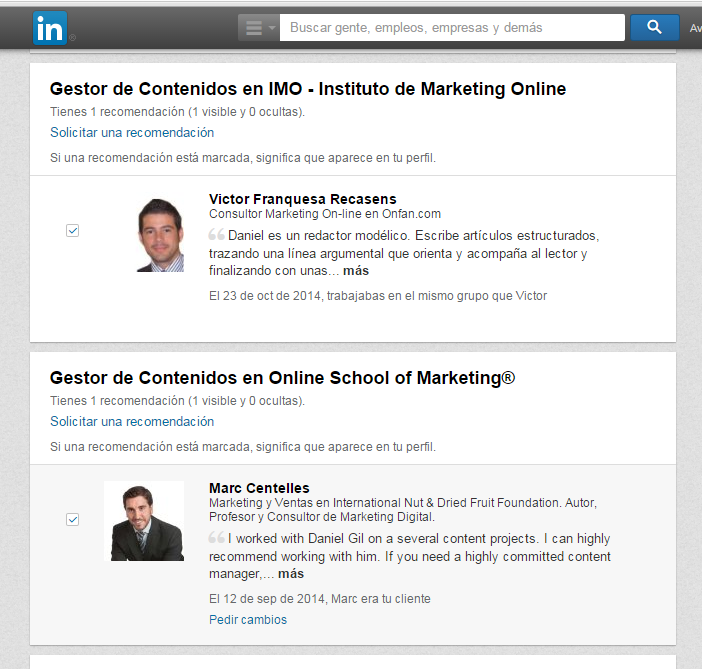 in®
Buscar gente, empleos, empresas y demás
Av
Gestor de Contenidos en IMO - Instituto de Marketing Online
Tienes 1 recomendación (1 visible y 0 ocultas).
Solicitar una recomendación
Si una recomendación está marcada, significa que aparece en tu perfil.
Victor Franquesa Recasens
Consultor Marketing On-line en Onfan.com
“ Daniel es un redactor modélico. Escribe artículos estructurados,
trazando una línea argumental que orienta y acompaña al lector y
finalizando con unas... más
El 23 de oct de 2014, trabajabas en el mismo grupo que Victor
Gestor de Contenidos en Online School of Marketing®
Tienes 1 recomendación (1 visible y 0 ocultas).
Solicitar una recomendación
Si una recomendación está marcada, significa que aparece en tu perfil.
Marc Centelles
Marketing y Ventas en International Nut & Dried Fruit Foundation. Autor,
Profesor y Consultor de Marketing Digital.
“ I worked with Daniel Gil on a several content projects. I can highly
recommend working with him. If you need a highly committed content
manager,... más
El 12 de sep de 2014, Marc era tu cliente
Pedir cambios